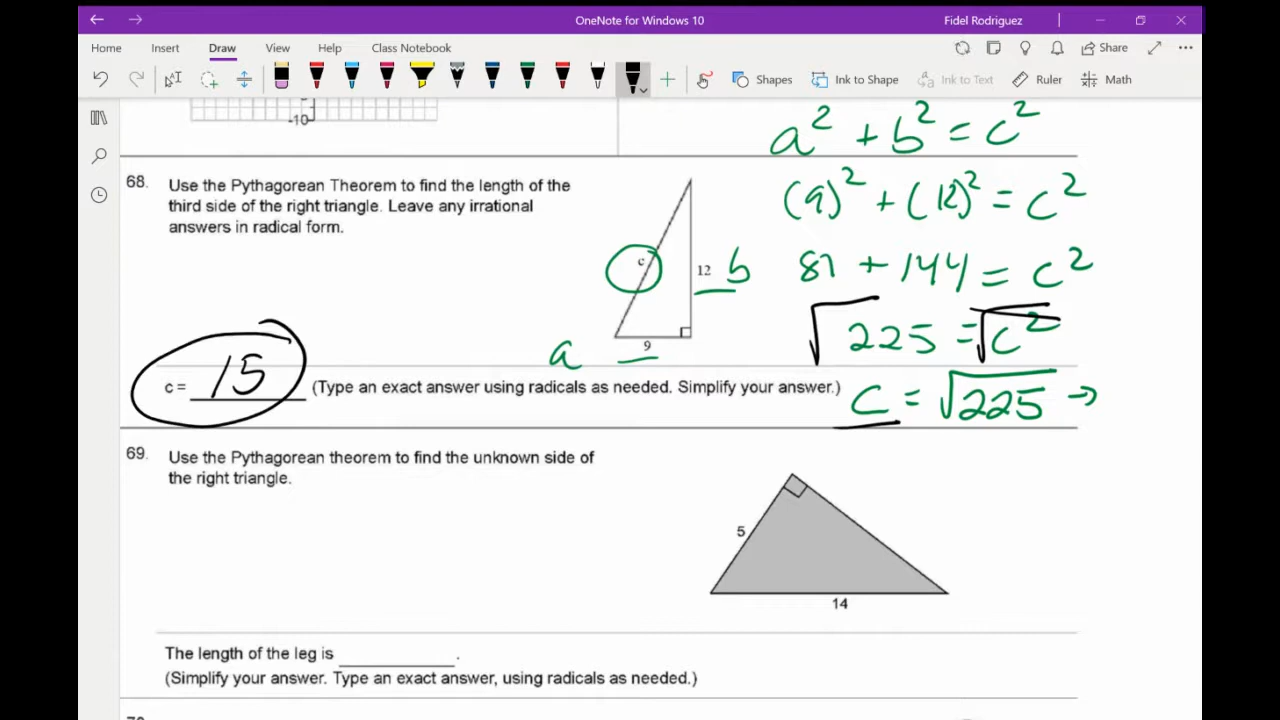 OneNote for Windows 10
Fidel Rodriguez
Home Insert Draw View Help Class Notebook
Share
Shapes Ink to Shape Ink to Text Ruler Math
-10
a² + b² = c²
68. Use the Pythagorean Theorem to find the length of the
third side of the right triangle. Leave any irrational
answers in radical form.
c
12 b
9
a
(9)² + (12)² = c²
81 + 144 = c²
√225 = √c²
c = 15 (Type an exact answer using radicals as needed. Simplify your answer.)
c = √225 →
69. Use the Pythagorean theorem to find the unknown side of
the right triangle.
5
14
The length of the leg is ________.
(Simplify your answer. Type an exact answer, using radicals as needed.)